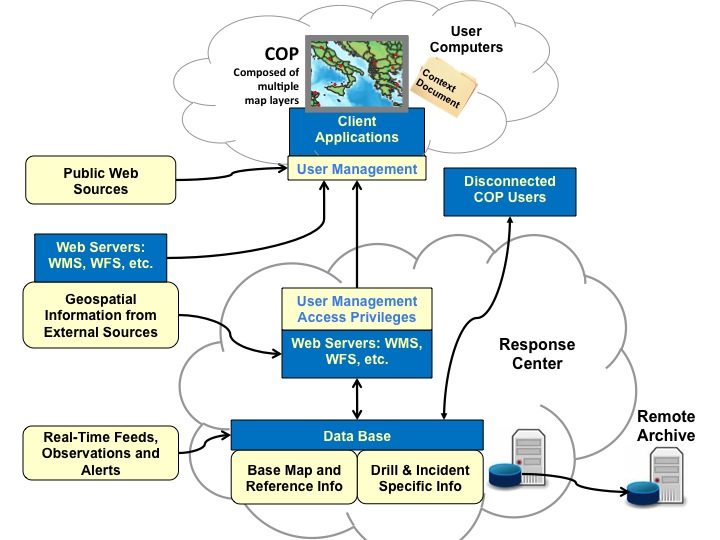 COP
Composed of
multiple
map layers
User
Computers
Context
Document
Client
Applications
User Management
Public Web
Sources
Disconnected
COP Users
Web Servers:
WMS, WFS, etc.
Geospatial
Information from
External Sources
User Management
Access Privileges
Web Servers: WMS,
WFS, etc.
Response
Center
Real-Time Feeds,
Observations and
Alerts
Data Base
Base Map and
Reference Info
Drill & Incident
Specific Info
Remote
Archive